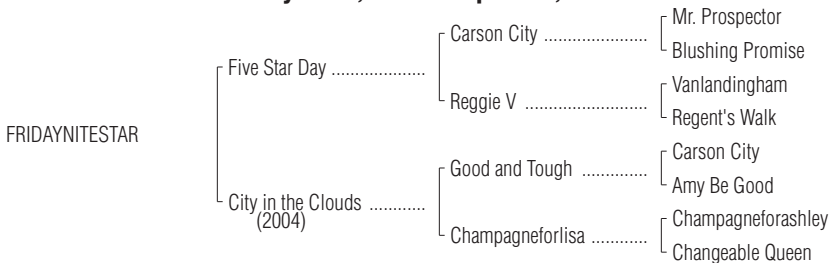 Mr. Prospector
Carson City ......................
Blushing Promise
Five Star Day ....................
Vanlandingham
Reggie V ..........................
Regent's Walk
FRIDAYNITESTAR
Carson City
Good and Tough ..............
Amy Be Good
City in the Clouds ............
(2004)
Champagneforashley
Champagneforlisa ............
Changeable Queen